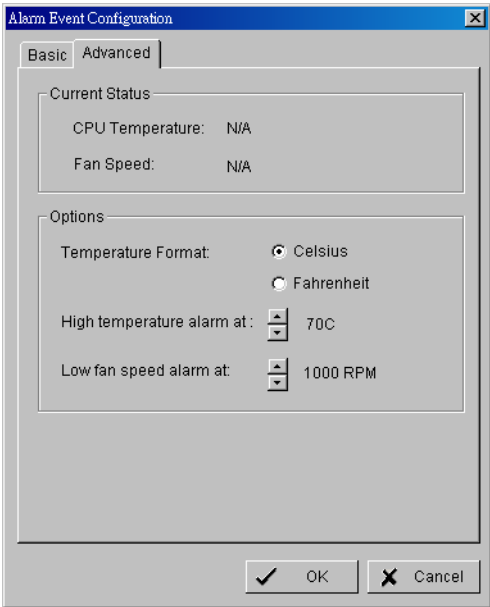 Alarm Event Configuration
Basic Advanced
Current Status
CPU Temperature: N/A
Fan Speed: N/A
Options
Temperature Format: Celsius
Fahrenheit
High temperature alarm at : 70C
Low fan speed alarm at: 1000 RPM
OK Cancel